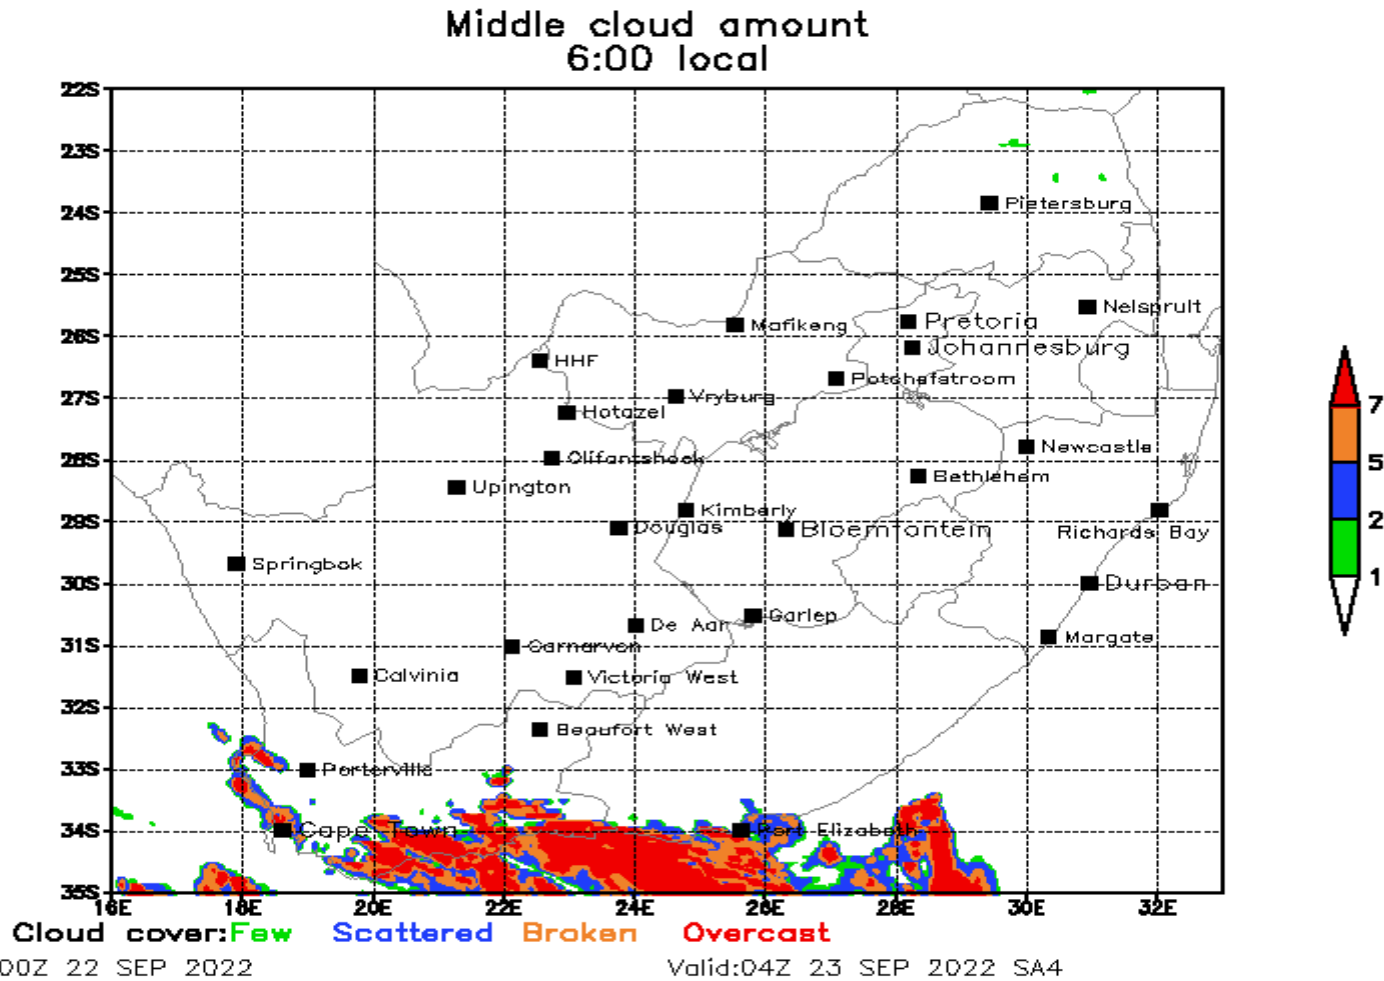 Middle cloud amount
6:00 local
22S
23S
24S
Pietersburg
25S
Nelspruit
Pretoria
Mafikeng
26S
Johannesburg
HHF
Potchefstroom
27S
Vryburg
7
Hotazel
Newcastle
Olifantshoek
28S
5
Bethlehem
Upington
Kimberly
29S
2
Douglas
Bloemfontein
Richards Bay
Springbok
1
30S
Durban
Gariep
De Aar
Margate
31S
Carnarvon
Calvinia
Victoria West
32S
Beaufort West
33S
Porterville
34S
Cape Town
Port Elizabeth
35S
16E 18E 20E 22E 24E 26E 28E 30E 32E
Cloud cover:Few Scattered Broken Overcast
00Z 22 SEP 2022 Valid:04Z 23 SEP 2022 SA4